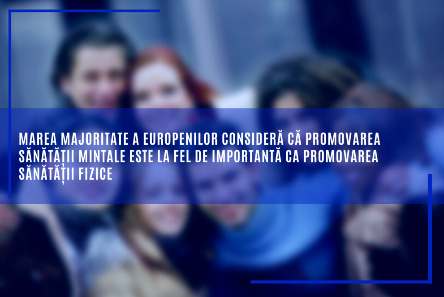 MAREA MAJORITATE A EUROPENILOR CONSIDERĂ CĂ PROMOVAREA
SĂNĂTĂȚII MINTALE ESTE LA FEL DE IMPORTANTĂ CA PROMOVAREA
SĂNĂTĂȚII FIZICE